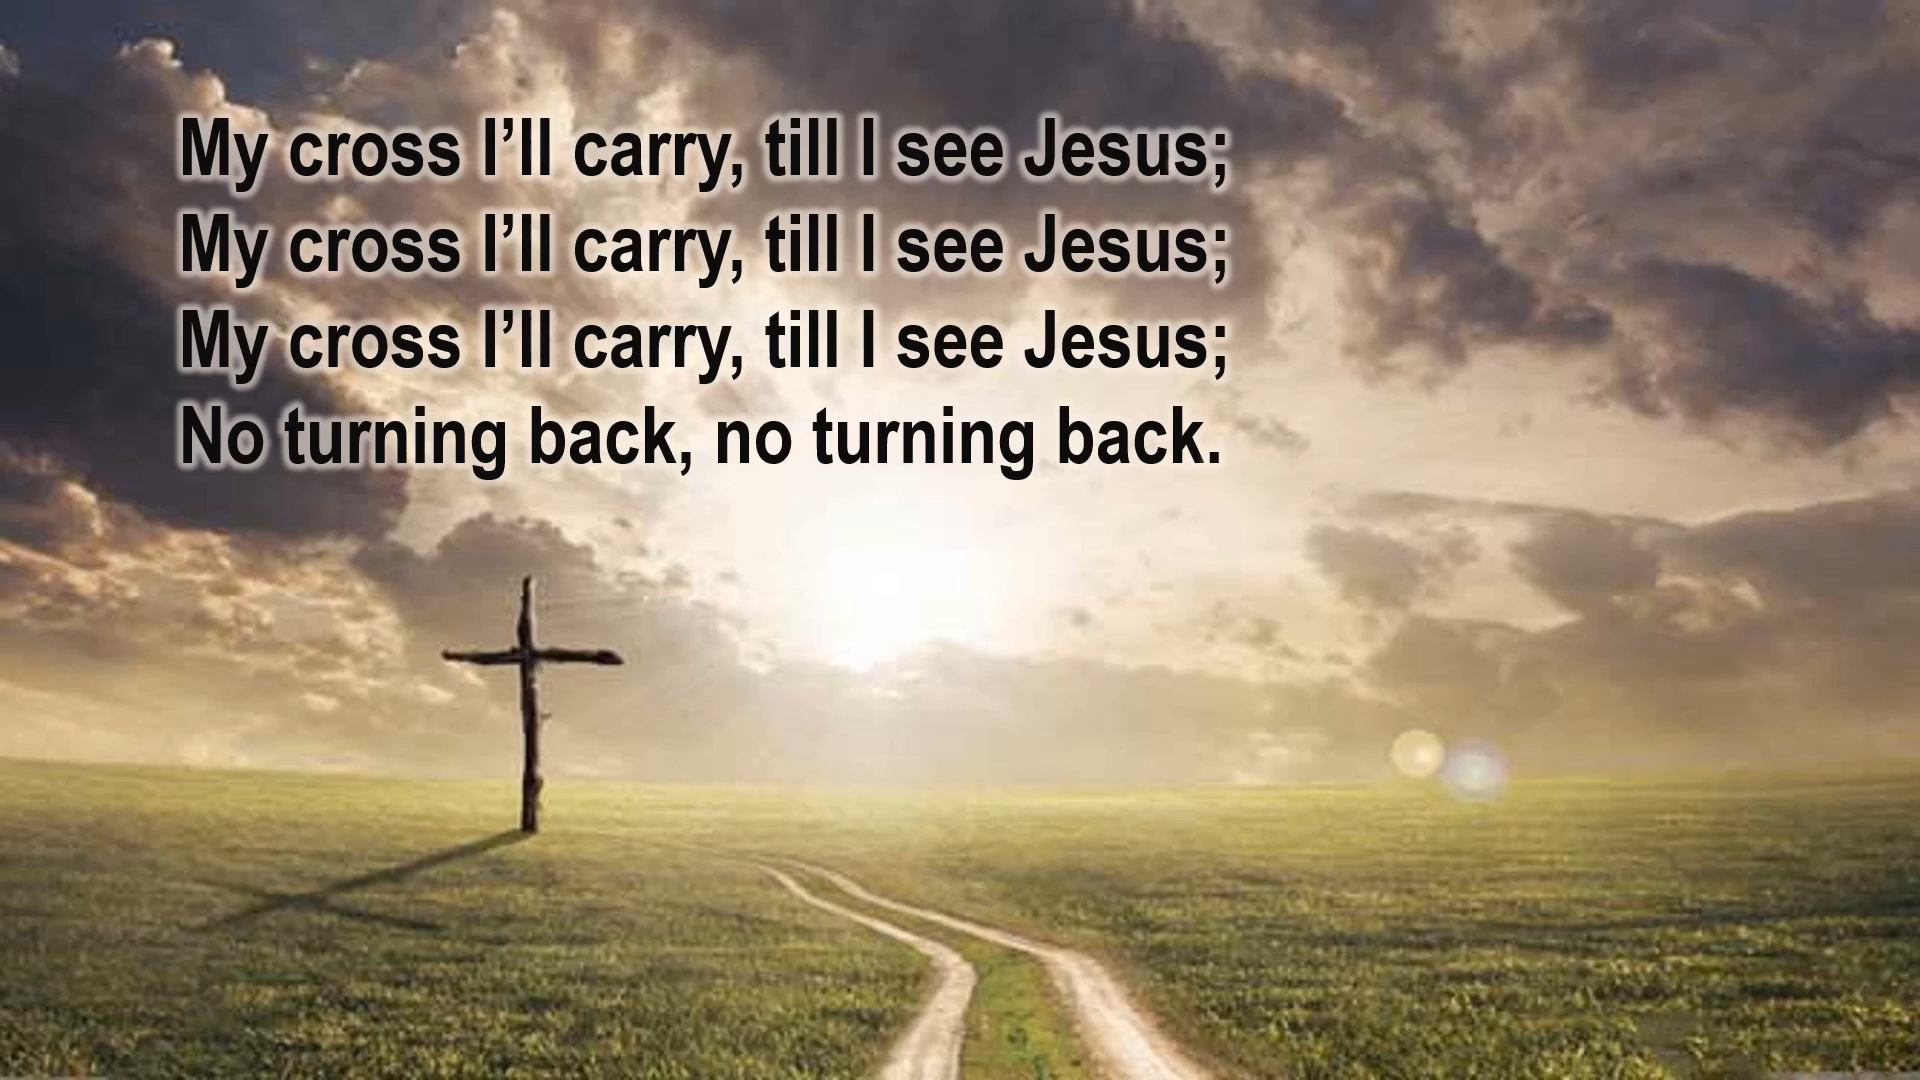 My cross I’ll carry, till I see Jesus;
My cross I’ll carry, till I see Jesus;
My cross I’ll carry, till I see Jesus;
No turning back, no turning back.